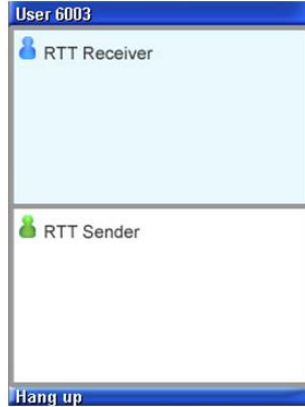 User 6003
RTT Receiver
RTT Sender
Hang up